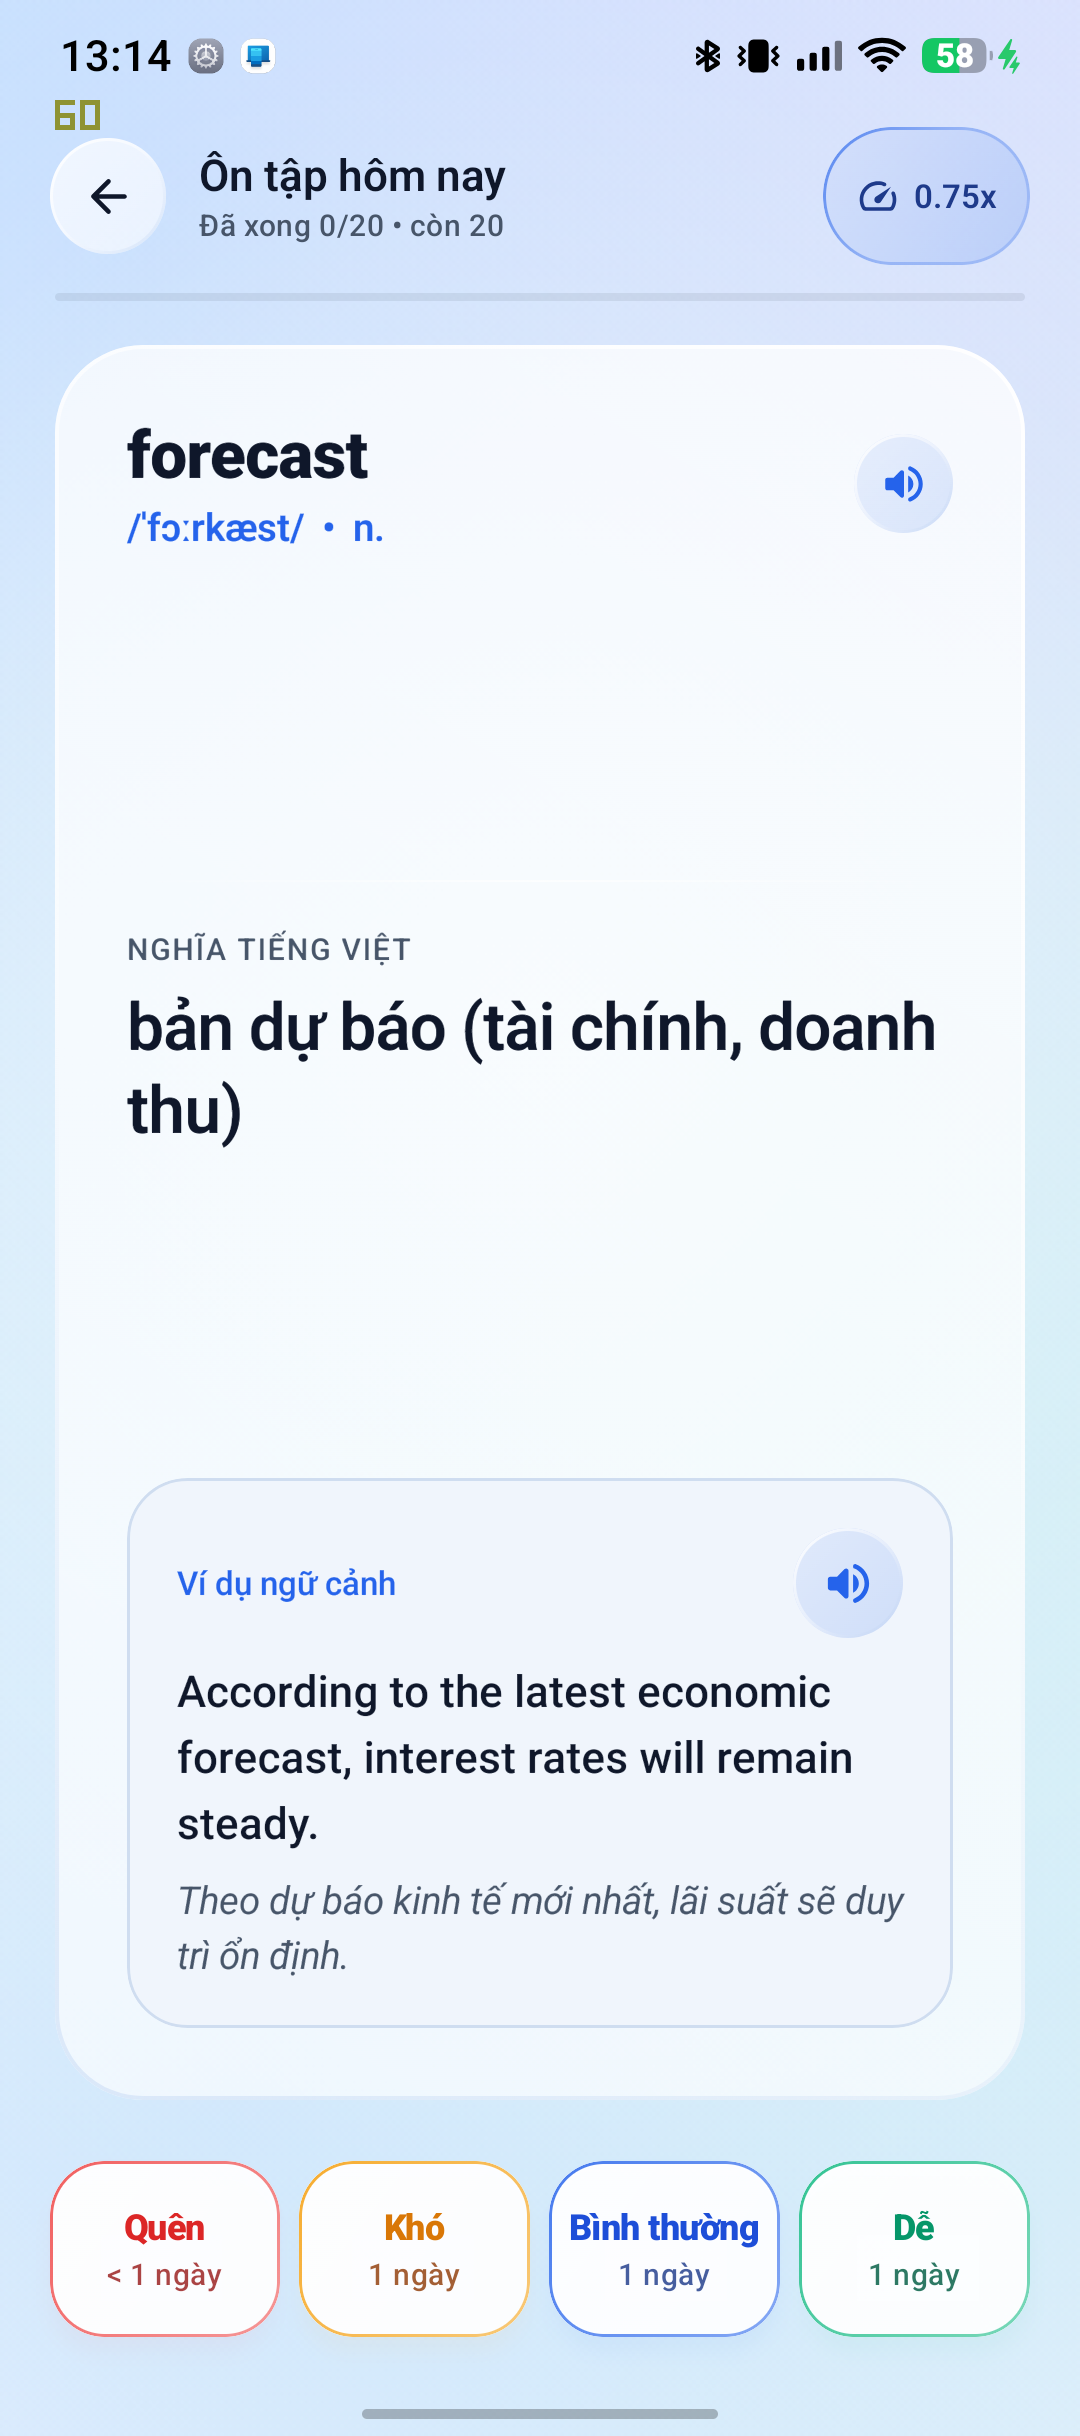 13:14
58
60
Ôn tập hôm nay
Đã xong 0/20 • còn 20
0.75x
forecast
/ˈfɔːrkæst/ • n.
NGHĨA TIẾNG VIỆT
bản dự báo (tài chính, doanh
thu)
Ví dụ ngữ cảnh
According to the latest economic
forecast, interest rates will remain
steady.
Theo dự báo kinh tế mới nhất, lãi suất sẽ duy
trì ổn định.
Quên
Khó
Bình thường
Dễ
< 1 ngày
1 ngày
1 ngày
1 ngày